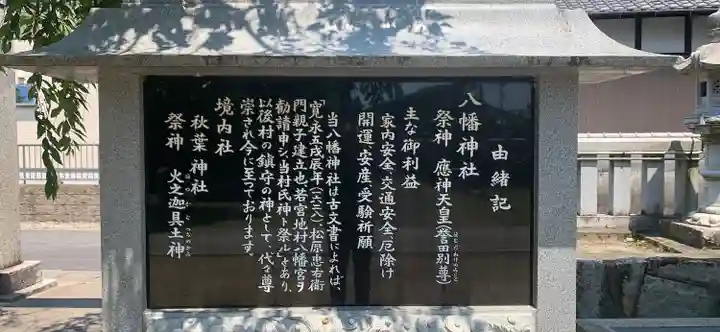 由緒記
八幡神社
祭神 應神天皇(誉田別尊)
主な御利益
家内安全、交通安全、厄除け
開運、安産、受験祈願
当八幡神社は古文書によれば、
「寛永五戊辰年(一六二八)松原忠右衛
門親子建立也若宮地村八幡宮ヲ
勧請申シ当村氏神ト祭ル」とあり、
以後村の鎮守の神として、代々尊
崇され今に至つております。
境内社
秋葉神社
祭神 火之迦具土神